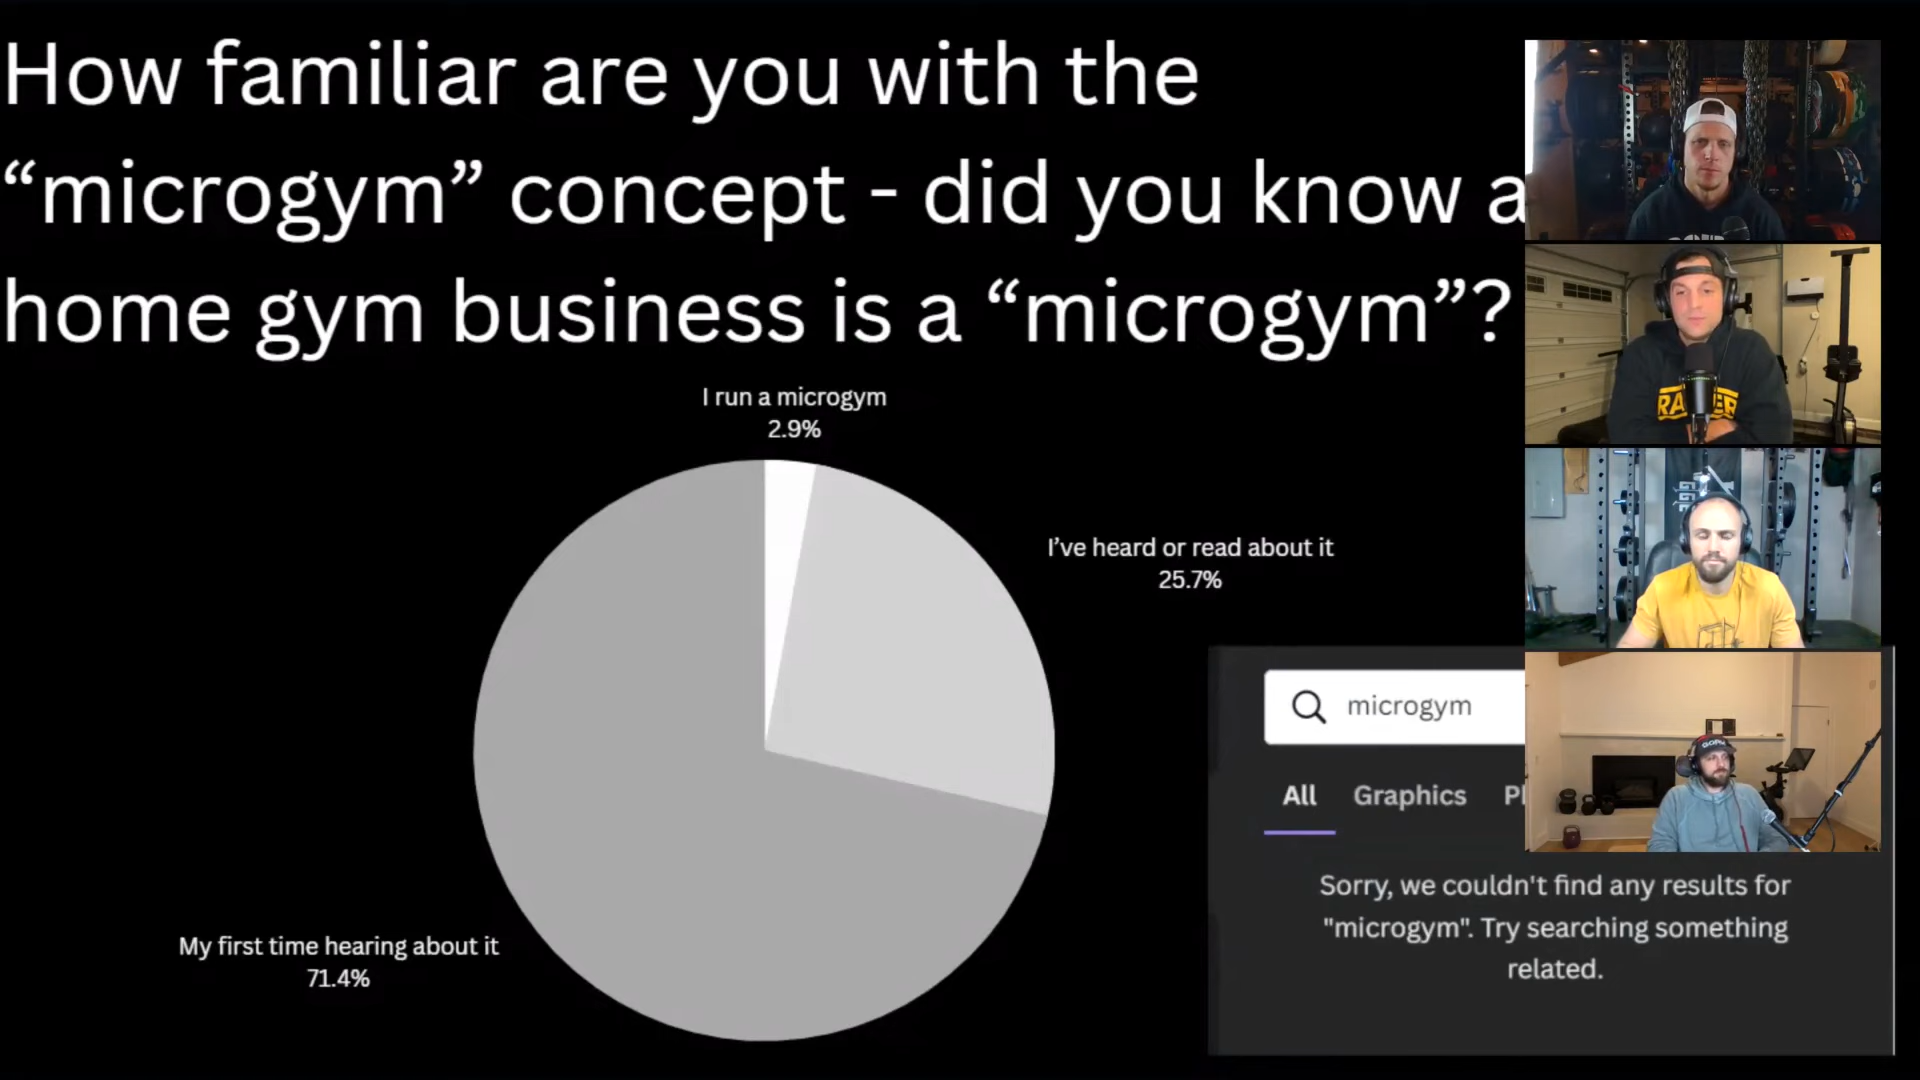 How familiar are you with the
“microgym” concept - did you know a
home gym business is a “microgym”?
I run a microgym
2.9%
I’ve heard or read about it
25.7%
My first time hearing about it
71.4%
microgym
All Graphics
Sorry, we couldn't find any results for
"microgym". Try searching something
related.